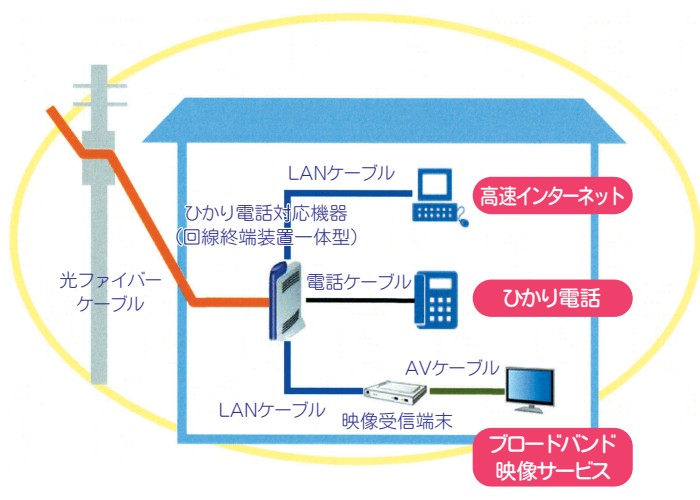 LANケーブル
高速インターネット
ひかり電話対応機器
(回線終端装置一体型)
光ファイバー
ケーブル
電話ケーブル
ひかり電話
AVケーブル
LANケーブル
映像受信端末
ブロードバンド
映像サービス